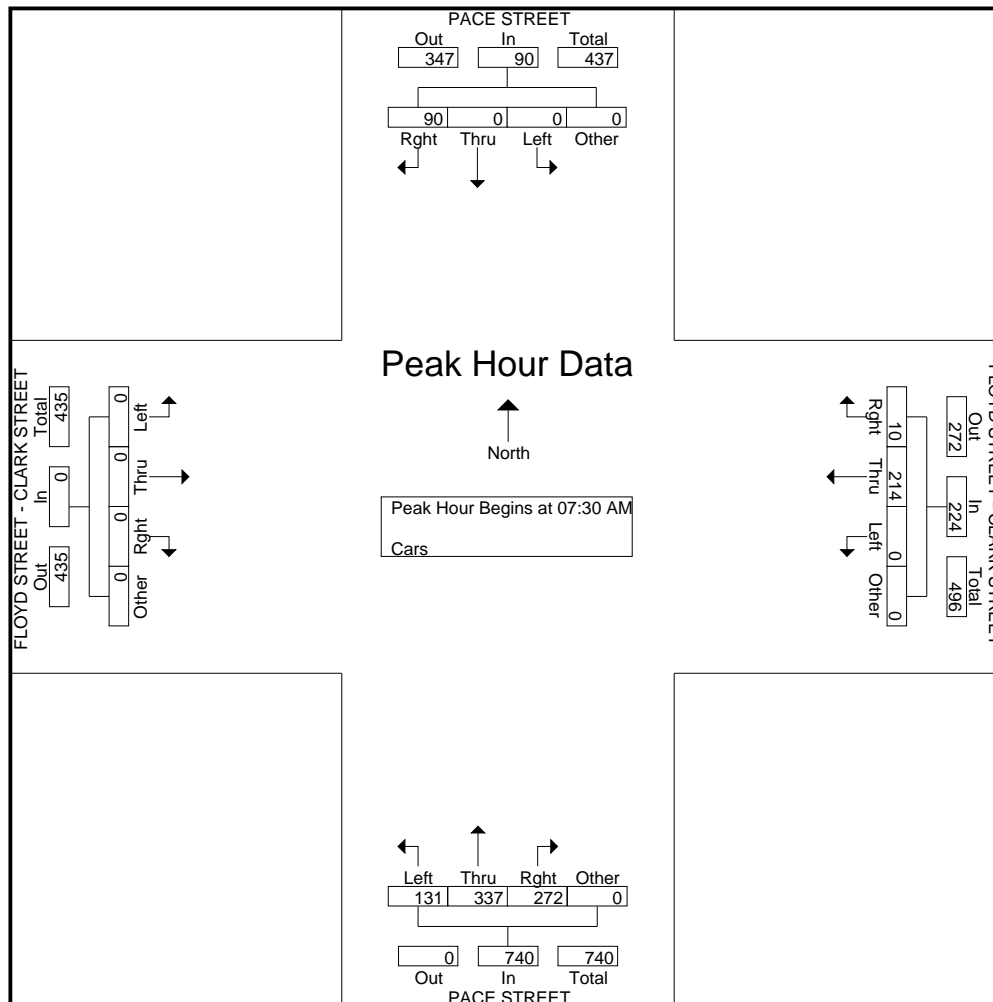 PACE STREET
Out In Total
347 90 437
90 0 0 0
Rght Thru Left Other
Peak Hour Data
North
Peak Hour Begins at 07:30 AM
Cars
FLOYD STREET - CLARK STREET
Total In Out
435 0 435
0 0 0 0
Left Thru Rght Other
Rght Thru Left Other
10 214 0 0
Out In Total
272 224 496
FLOYD STREET - CLARK STREET
Left Thru Rght Other
131 337 272 0
0 740 740
Out In Total
PACE STREET